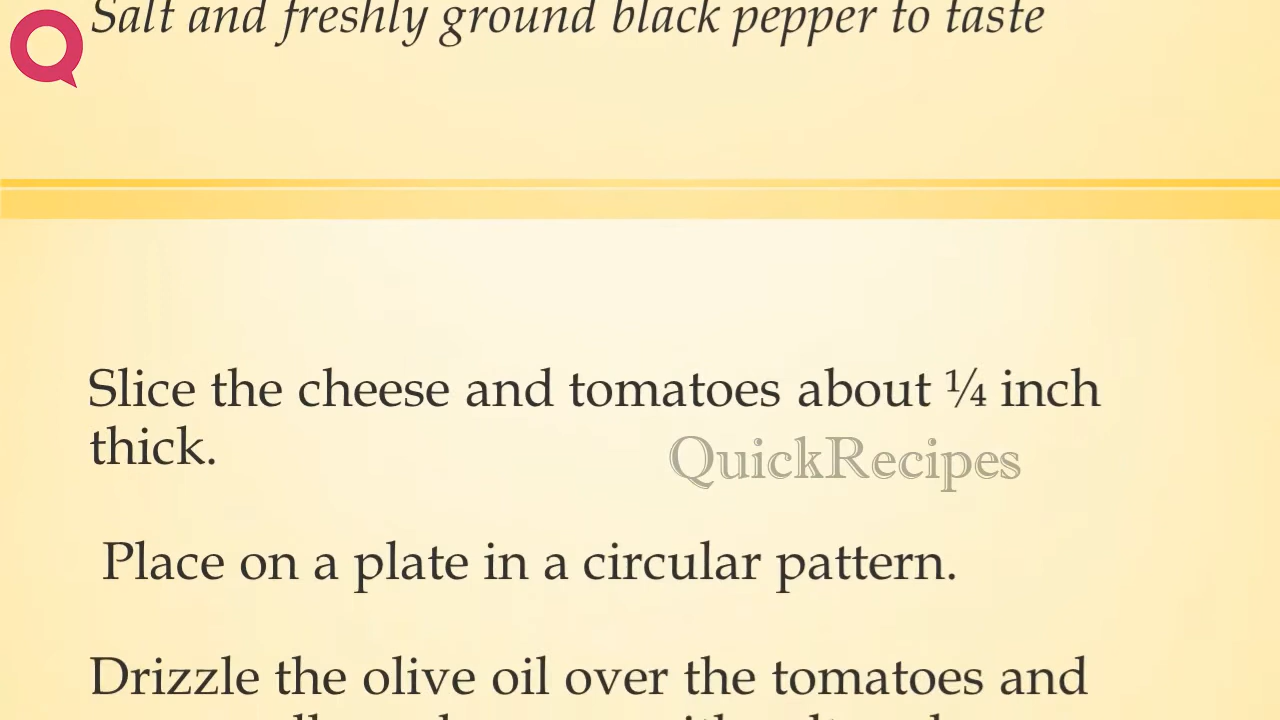 Salt and freshly ground black pepper to taste
Slice the cheese and tomatoes about ¼ inch
thick.
QuickRecipes
Place on a plate in a circular pattern.
Drizzle the olive oil over the tomatoes and